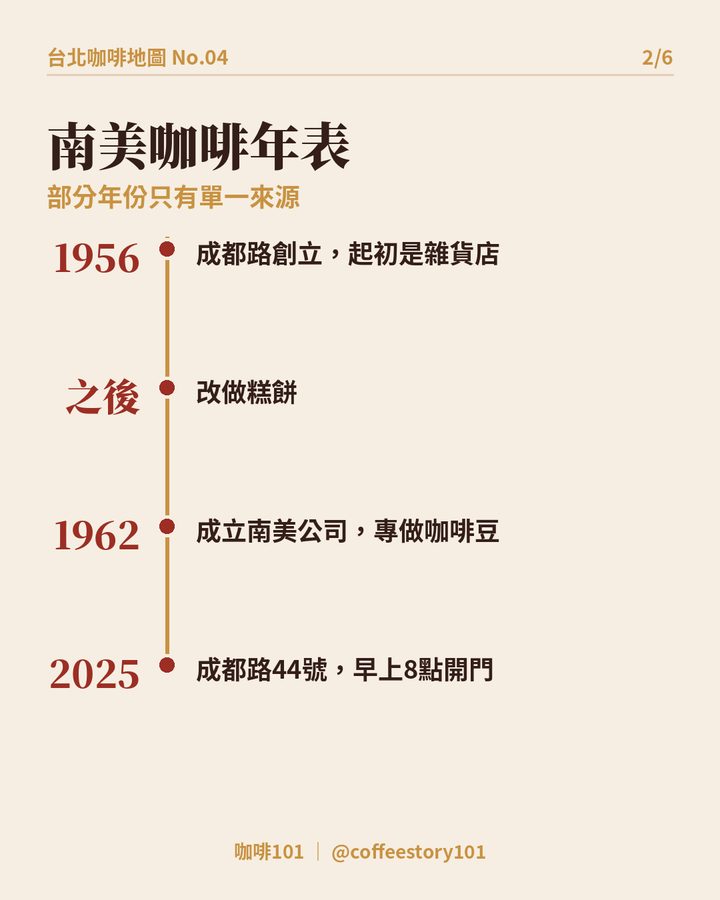 台北咖啡地圖 No.04
2/6
南美咖啡年表
部分年份只有單一來源
1956 成都路創立，起初是雜貨店
之後 改做糕餅
1962 成立南美公司，專做咖啡豆
2025 成都路44號，早上8點開門
咖啡101｜@coffeestory101